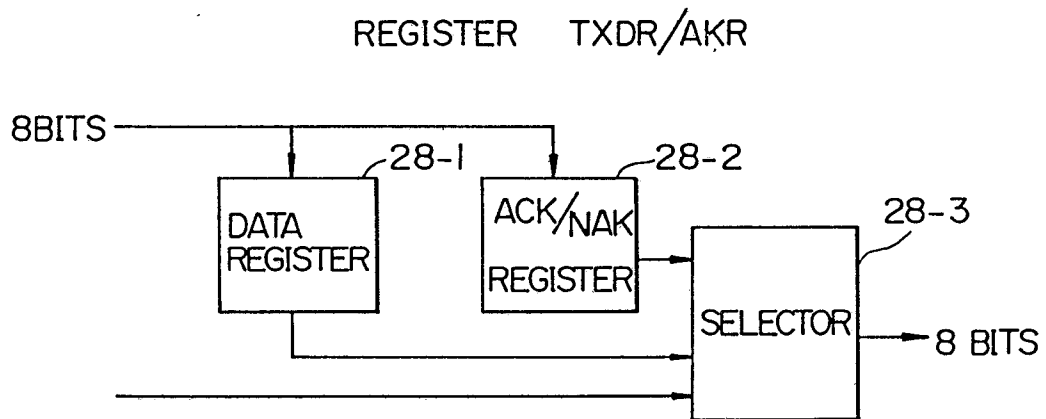 REGISTER TXDR/AKR
8BITS
28-1
28-2
28-3
DATA
REGISTER
ACK/NAK
REGISTER
SELECTOR
8 BITS